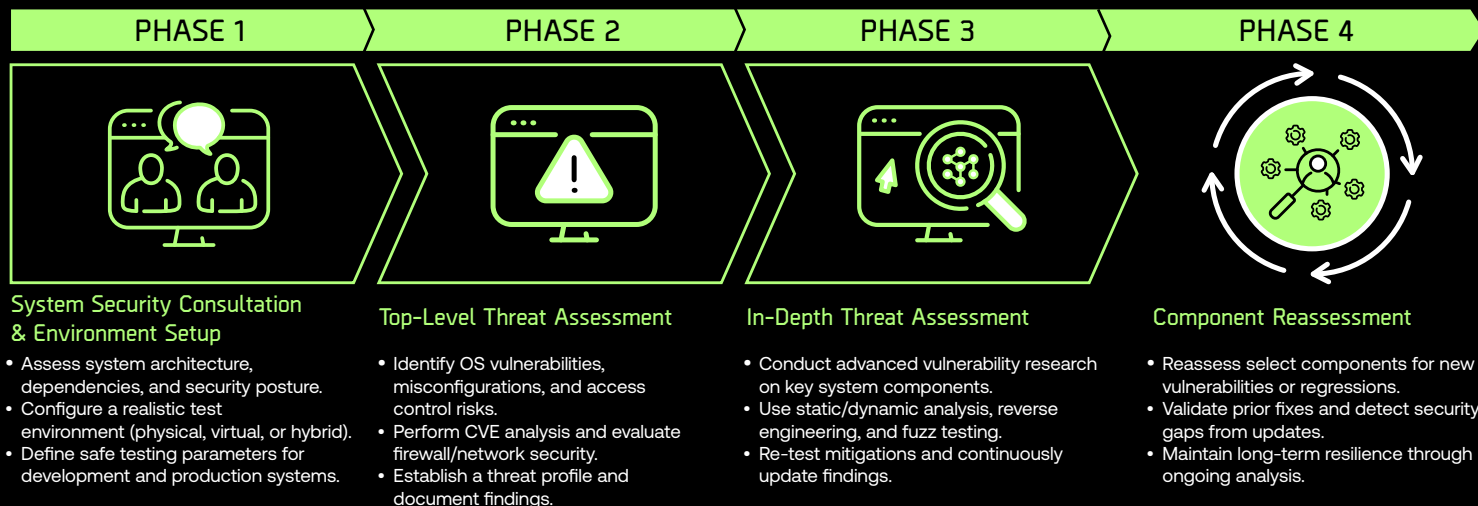 PHASE 1
PHASE 2
PHASE 3
PHASE 4
System Security Consultation
& Environment Setup
• Assess system architecture,
dependencies, and security posture.
• Configure a realistic test
environment (physical, virtual, or hybrid).
• Define safe testing parameters for
development and production systems.
Top-Level Threat Assessment
• Identify OS vulnerabilities,
misconfigurations, and access
control risks.
• Perform CVE analysis and evaluate
firewall/network security.
• Establish a threat profile and
document findings.
In-Depth Threat Assessment
• Conduct advanced vulnerability research
on key system components.
• Use static/dynamic analysis, reverse
engineering, and fuzz testing.
• Re-test mitigations and continuously
update findings.
Component Reassessment
• Reassess select components for new
vulnerabilities or regressions.
• Validate prior fixes and detect security
gaps from updates.
• Maintain long-term resilience through
ongoing analysis.